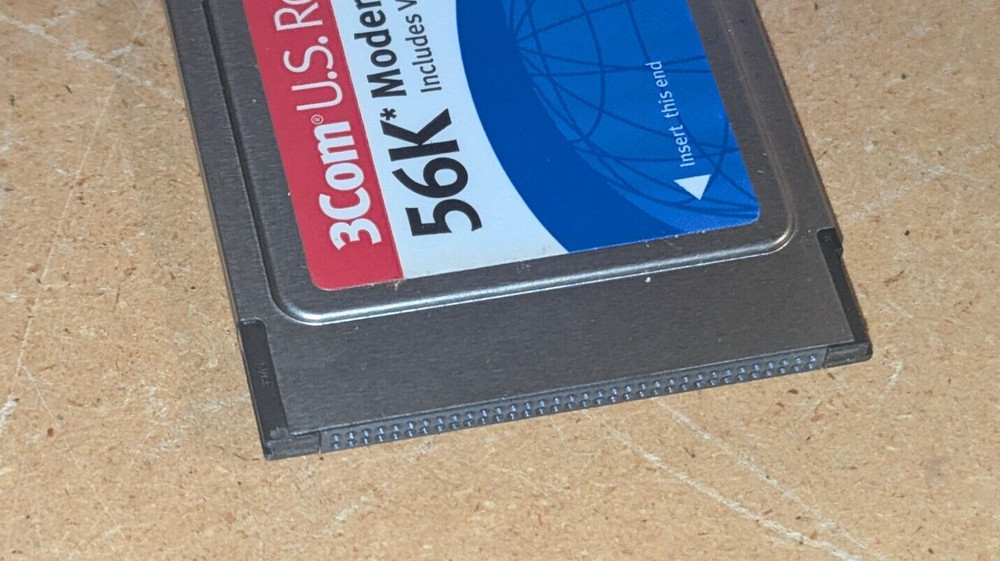 3Com® U.S. Ro
56K* Modem
Includes V
Insert this end